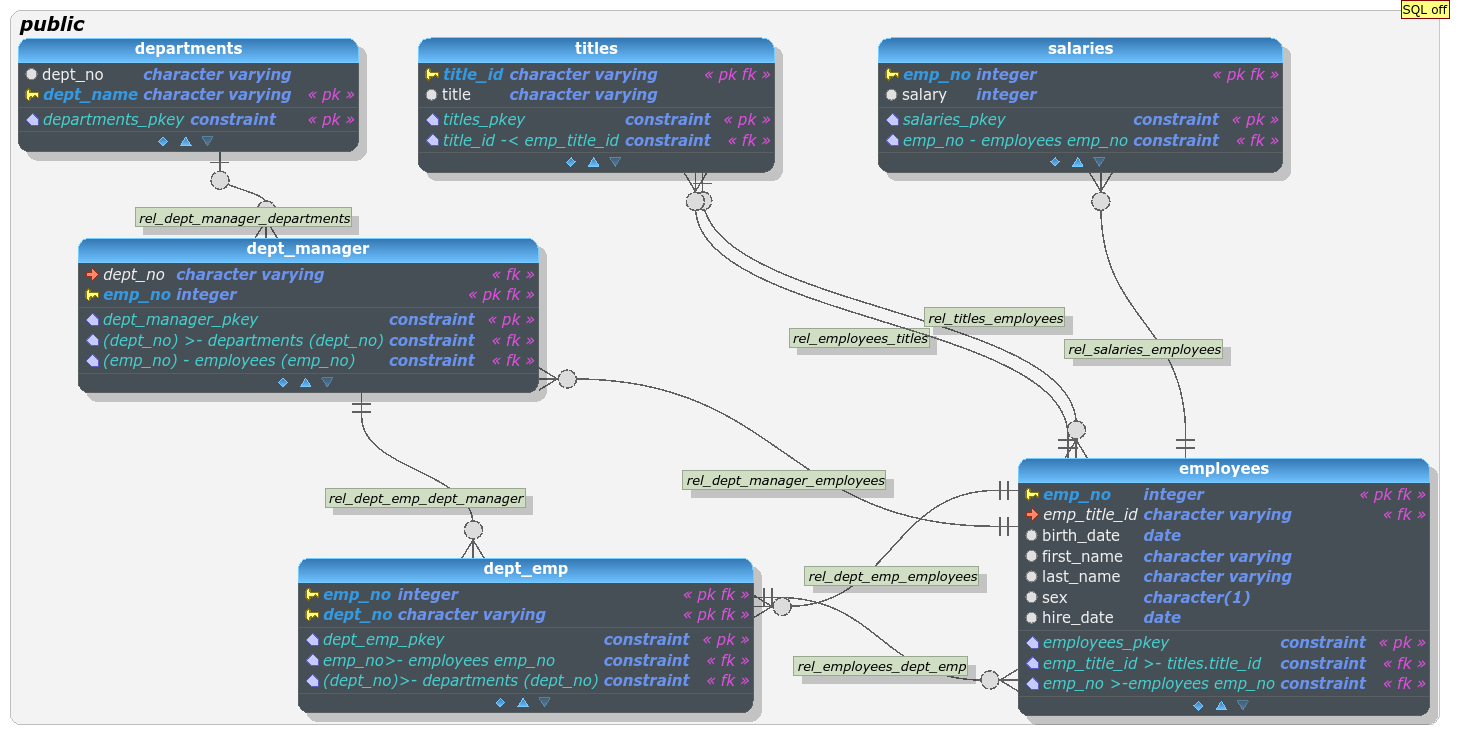 SQL off
public
departments
dept_no character varying
dept_name character varying « pk »
departments_pkey constraint « pk »
titles
title_id character varying « pk fk »
title character varying
titles_pkey constraint « pk »
title_id -< emp_title_id constraint « fk »
salaries
emp_no integer « pk fk »
salary integer
salaries_pkey constraint « pk »
emp_no - employees emp_no constraint « fk »
rel_dept_manager_departments
dept_manager
dept_no character varying « fk »
emp_no integer « pk fk »
dept_manager_pkey constraint « pk »
(dept_no) >- departments (dept_no) constraint « fk »
(emp_no) - employees (emp_no) constraint « fk »
rel_titles_employees
rel_employees_titles
rel_salaries_employees
rel_dept_manager_employees
rel_dept_emp_dept_manager
employees
emp_no integer « pk fk »
emp_title_id character varying « fk »
birth_date date
first_name character varying
last_name character varying
sex character(1)
hire_date date
employees_pkey constraint « pk »
emp_title_id >- titles.title_id constraint « fk »
emp_no >-employees emp_no constraint « fk »
dept_emp
emp_no integer « pk fk »
dept_no character varying « pk fk »
dept_emp_pkey constraint « pk »
emp_no>- employees emp_no constraint « fk »
(dept_no)>- departments (dept_no) constraint « fk »
rel_dept_emp_employees
rel_employees_dept_emp